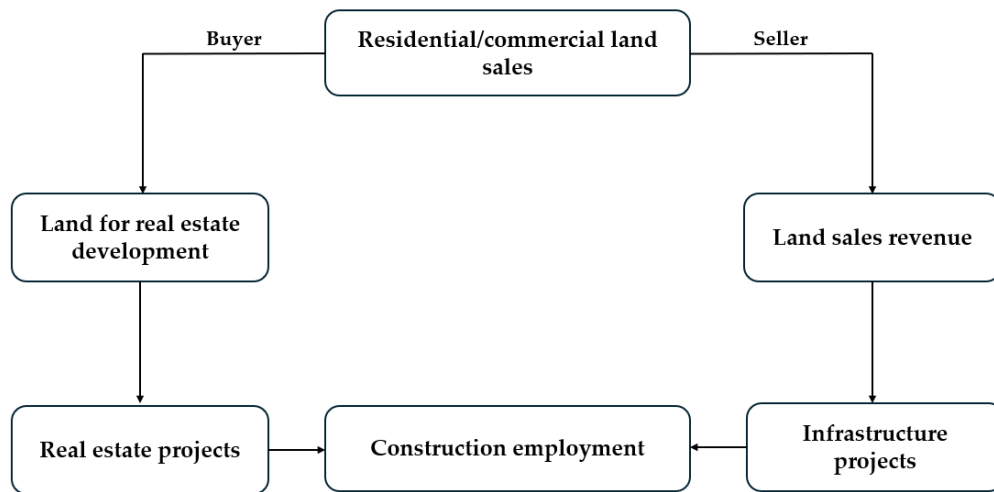 Buyer
Residential/commercial land
sales
Seller
Land for real estate
development
Land sales revenue
Real estate projects
Construction employment
Infrastructure
projects